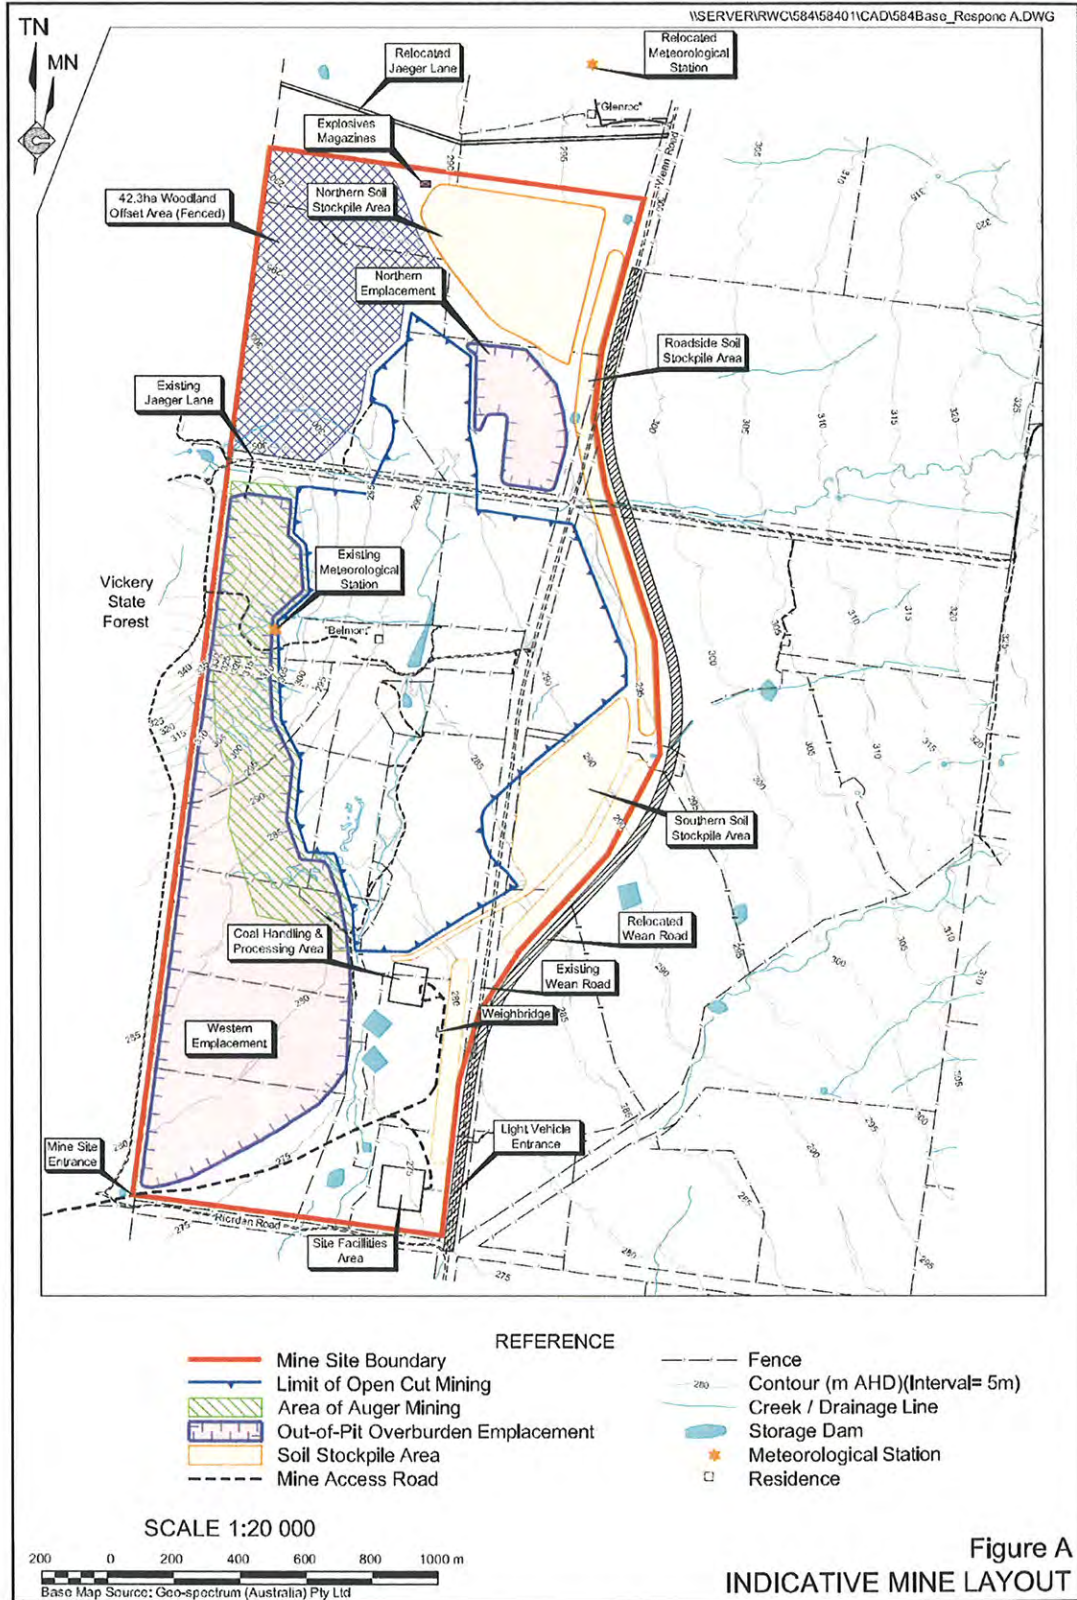 \\SERVER\RWC\584\58401\CAD\584Base_Responc A.DWG
TN
MN
Relocated
Jaeger Lane
Relocated
Meteorological
Station
"Glenroc"
Explosives
Magazines
Wean Road
42.3ha Woodland
Offset Area (Fenced)
Northern Soil
Stockpile Area
Northern
Emplacement
Roadside Soil
Stockpile Area
Existing
Jaeger Lane
Existing
Meteorological
Station
Vickery
State
Forest
"Belmont"
Southern Soil
Stockpile Area
Coal Handling &
Processing Area
Relocated
Wean Road
Existing
Wean Road
Weighbridge
Western
Emplacement
Light Vehicle
Entrance
Mine Site
Entrance
Riordan Road
Site Facillities
Area
REFERENCE
Mine Site Boundary
Limit of Open Cut Mining
Area of Auger Mining
Out-of-Pit Overburden Emplacement
Soil Stockpile Area
Mine Access Road
Fence
280 Contour (m AHD)(Interval= 5m)
Creek / Drainage Line
Storage Dam
Meteorological Station
Residence
SCALE 1:20 000
200 0 200 400 600 800 1000 m
Base Map Source: Geo-spectrum (Australia) Pty Ltd
Figure A
INDICATIVE MINE LAYOUT